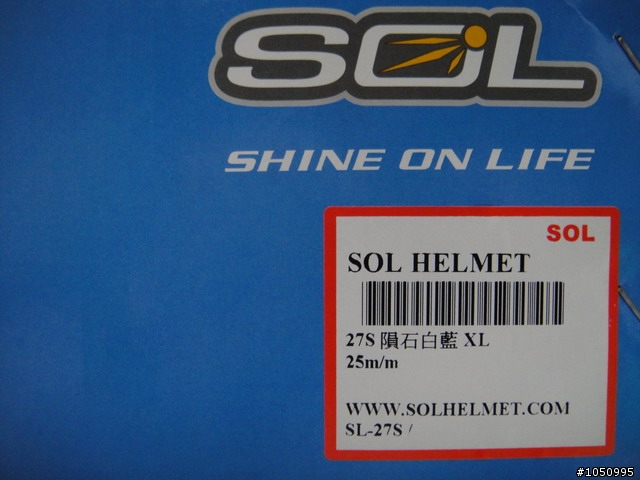 SOL
SHINE ON LIFE
SOL
SOL HELMET
27S 隕石白藍 XL
25m/m
WWW.SOLHELMET.COM
SL-27S /
#1050995